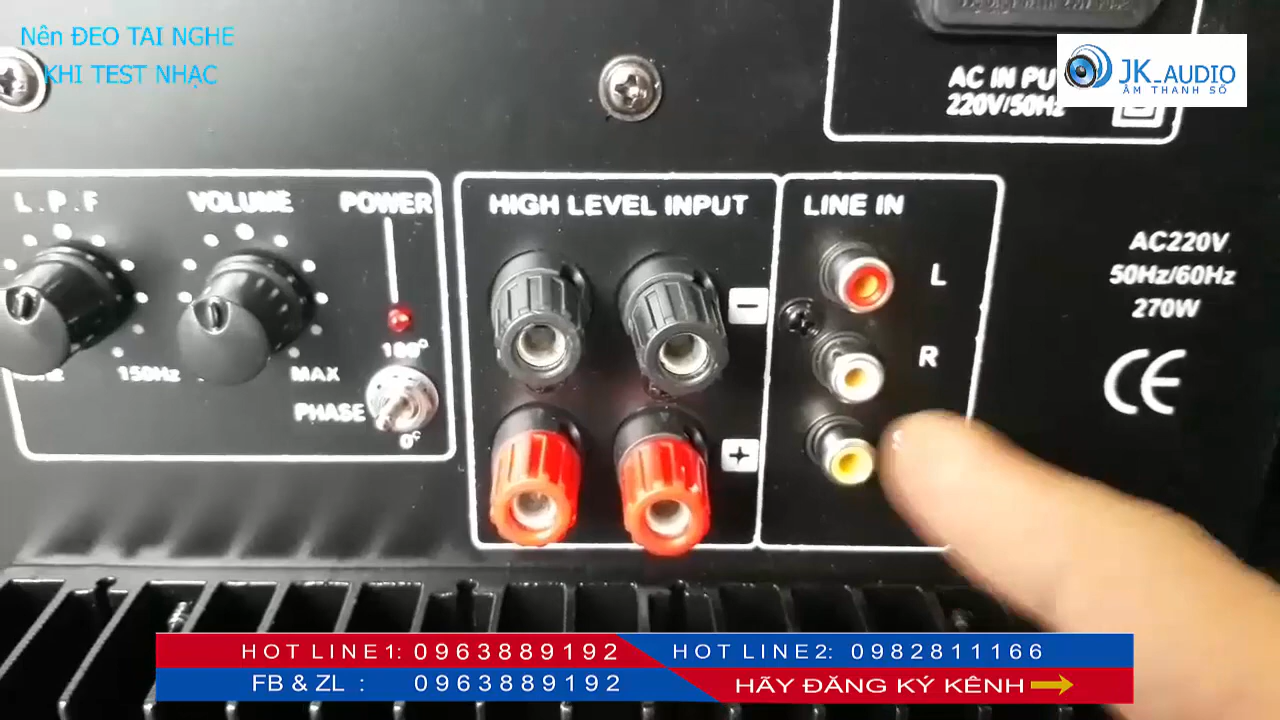 Nên ĐEO TAI NGHE
KHI TEST NHẠC
JK_AUDIO
ÂM THANH SỐ
AC IN PU
220V/50Hz
L.P.F
VOLUME
POWER
HIGH LEVEL INPUT
LINE IN
L
R
S
AC220V
50Hz/60Hz
270W
CE
150Hz
MAX
180°
PHASE
0°
HOT LINE1: 0963889192
HOT LINE2: 0982811166
FB & ZL : 0963889192
HÃY ĐĂNG KÝ KÊNH